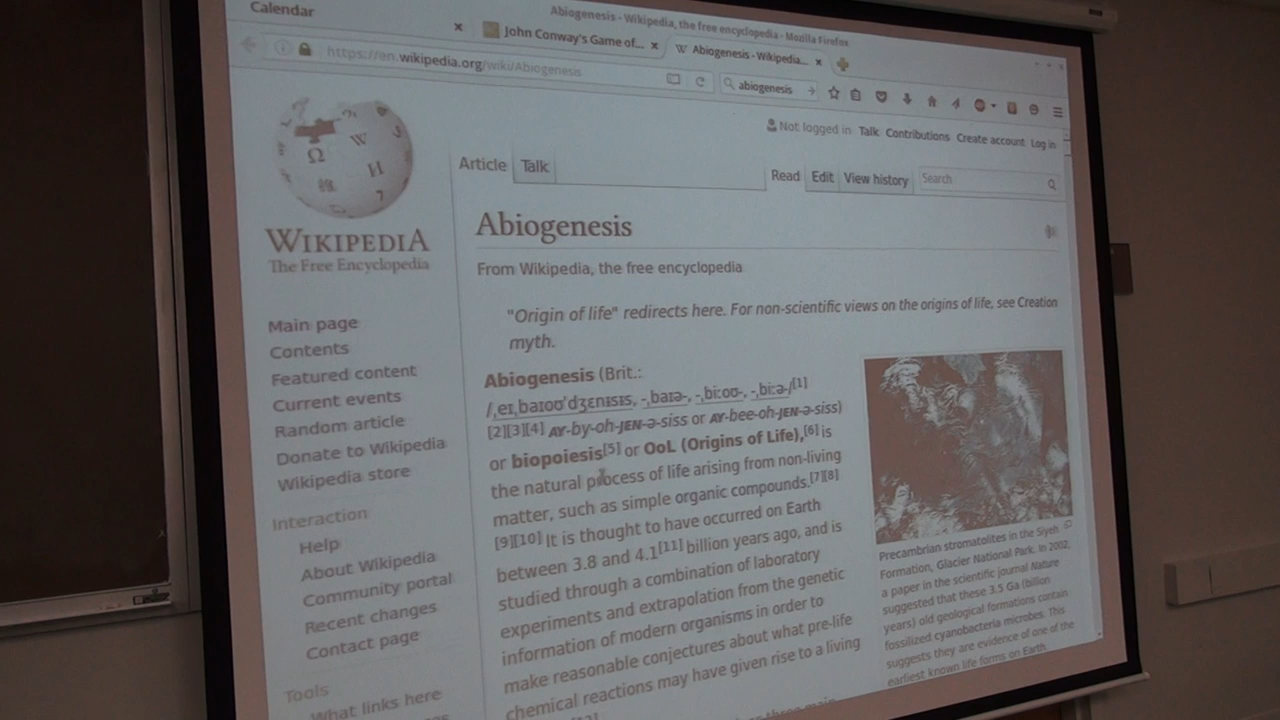 Calendar
Abiogenesis - Wikipedia, the free encyclopedia - Mozilla Firefox
John Conway's Game of...
Abiogenesis - Wikipedia...
https://en.wikipedia.org/wiki/Abiogenesis
abiogenesis
Not logged in Talk Contributions Create account Log in
Article Talk
Read Edit View history Search
WIKIPEDIA
The Free Encyclopedia
Main page
Contents
Featured content
Current events
Random article
Donate to Wikipedia
Wikipedia store
Interaction
Help
About Wikipedia
Community portal
Recent changes
Contact page
Tools
What links here
Abiogenesis
From Wikipedia, the free encyclopedia
"Origin of life" redirects here. For non-scientific views on the origins of life, see Creation
myth.
Abiogenesis (Brit.:
/ˌeɪˌbaɪoʊˈdʒɛnɪsɪs, -ˌbaɪə-, -ˌbiːoʊ-, -ˌbiːə-/[1]
[2][3][4] AY-by-oh-JEN-ə-siss or AY-bee-oh-JEN-ə-siss)
or biopoiesis[5] or OoL (Origins of Life),[6] is
the natural process of life arising from non-living
matter, such as simple organic compounds.[7][8]
[9][10] It is thought to have occurred on Earth
between 3.8 and 4.1[11] billion years ago, and is
studied through a combination of laboratory
experiments and extrapolation from the genetic
information of modern organisms in order to
make reasonable conjectures about what pre-life
chemical reactions may have given rise to a living
Precambrian stromatolites in the Siyeh
Formation, Glacier National Park. In 2002,
a paper in the scientific journal Nature
suggested that these 3.5 Ga (billion
years) old geological formations contain
fossilized cyanobacteria microbes. This
suggests they are evidence of one of the
earliest known life forms on Earth.